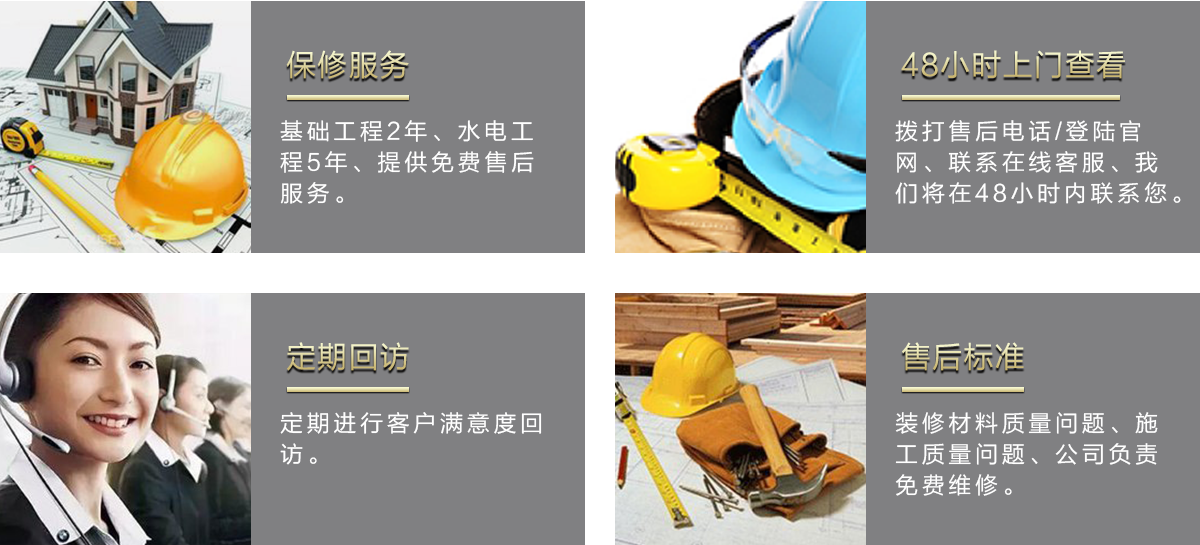 保修服务
基础工程2年、水电工
程5年、提供免费售后
服务。
48小时上门查看
拨打售后电话/登陆官
网、联系在线客服、我
们将在48小时内联系您。
定期回访
定期进行客户满意度回
访。
售后标准
装修材料质量问题、施
工质量问题、公司负责
免费维修。